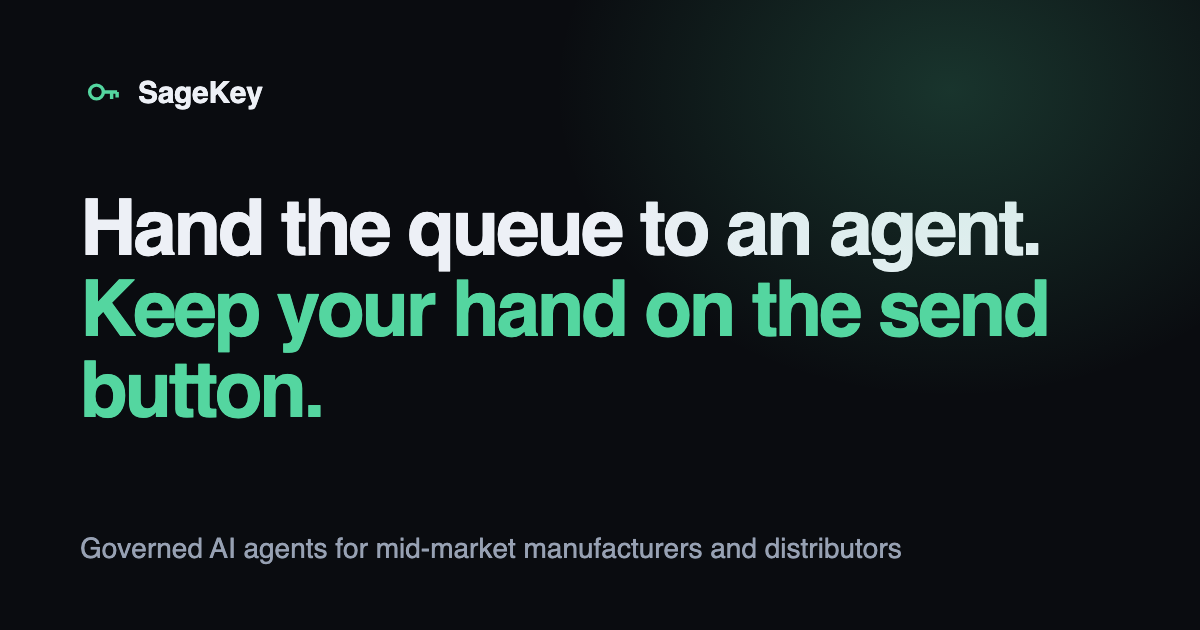 SageKey
Hand the queue to an agent.
Keep your hand on the send
button.
Governed AI agents for mid-market manufacturers and distributors